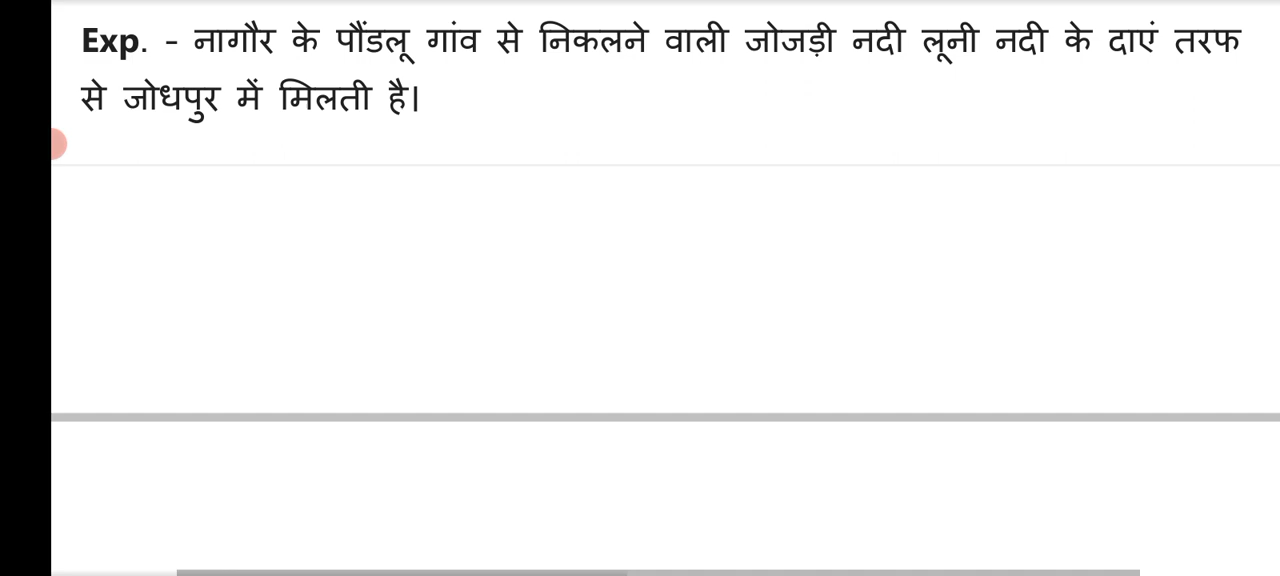 Exp. - नागौर के पौंडलू गांव से निकलने वाली जोजड़ी नदी लूनी नदी के दाएं तरफ
से जोधपुर में मिलती है।